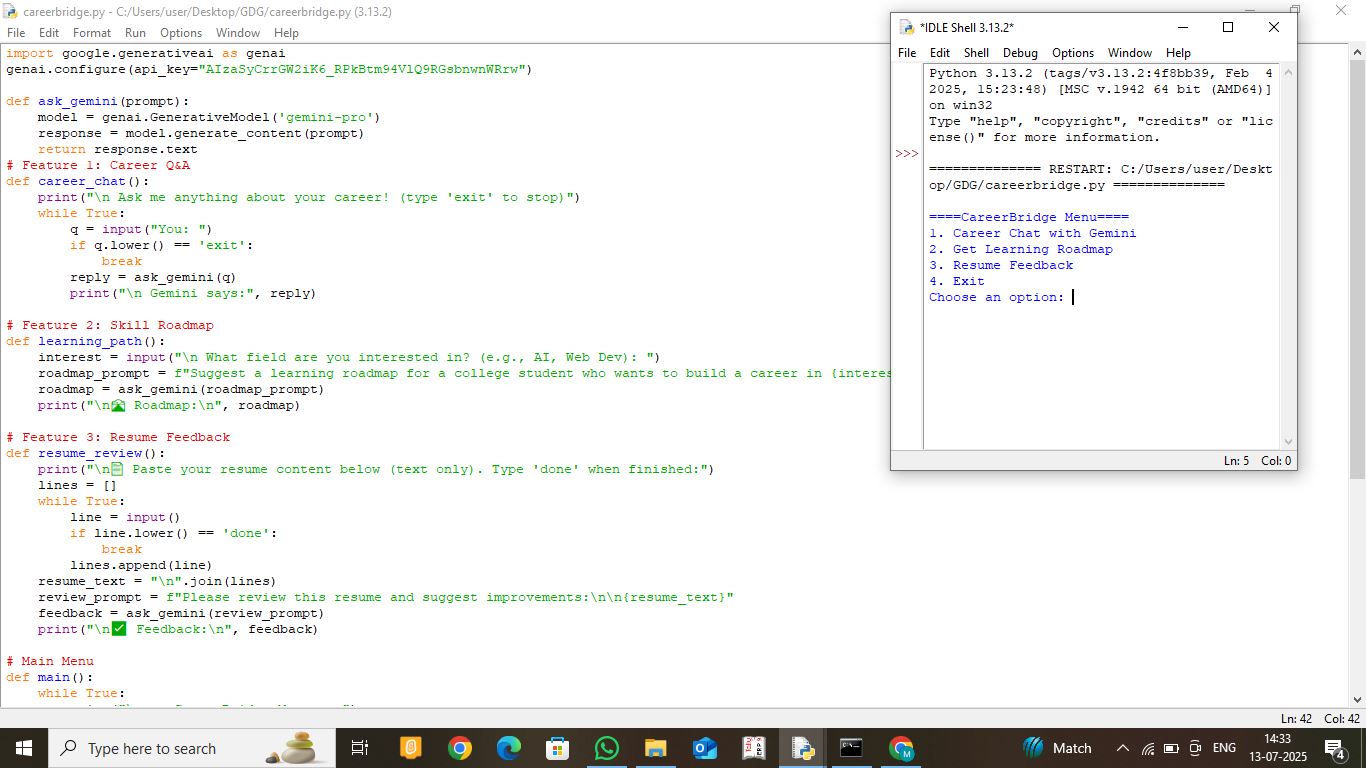 careerbridge.py - C:/Users/user/Desktop/GDG/careerbridge.py (3.13.2)
File Edit Format Run Options Window Help
import google.generativeai as genai
genai.configure(api_key="AIzaSyCrrGW2iK6_RPkBtm94VlQ9RGsbnwnWRrw")
def ask_gemini(prompt):
model = genai.GenerativeModel('gemini-pro')
response = model.generate_content(prompt)
return response.text
# Feature 1: Career Q&A
def career_chat():
print("\n Ask me anything about your career! (type 'exit' to stop)")
while True:
q = input("You: ")
if q.lower() == 'exit':
break
reply = ask_gemini(q)
print("\n Gemini says:", reply)
# Feature 2: Skill Roadmap
def learning_path():
interest = input("\n What field are you interested in? (e.g., AI, Web Dev): ")
roadmap_prompt = f"Suggest a learning roadmap for a college student who wants to build a career in {interes
roadmap = ask_gemini(roadmap_prompt)
print("\n Roadmap:\n", roadmap)
# Feature 3: Resume Feedback
def resume_review():
print("\n Paste your resume content below (text only). Type 'done' when finished:")
lines = []
while True:
line = input()
if line.lower() == 'done':
break
lines.append(line)
resume_text = "\n".join(lines)
review_prompt = f"Please review this resume and suggest improvements:\n\n{resume_text}"
feedback = ask_gemini(review_prompt)
print("\n✅ Feedback:\n", feedback)
# Main Menu
def main():
while True:
Ln: 42 Col: 42
*IDLE Shell 3.13.2*
File Edit Shell Debug Options Window Help
Python 3.13.2 (tags/v3.13.2:4f8bb39, Feb 4
2025, 15:23:48) [MSC v.1942 64 bit (AMD64)]
on win32
Type "help", "copyright", "credits" or "lic
ense()" for more information.
>>>
============== RESTART: C:/Users/user/Deskt
op/GDG/careerbridge.py ==============
====CareerBridge Menu====
1. Career Chat with Gemini
2. Get Learning Roadmap
3. Resume Feedback
4. Exit
Choose an option:
Ln: 5 Col: 0
Type here to search
Match
ENG
14:33
13-07-2025
4